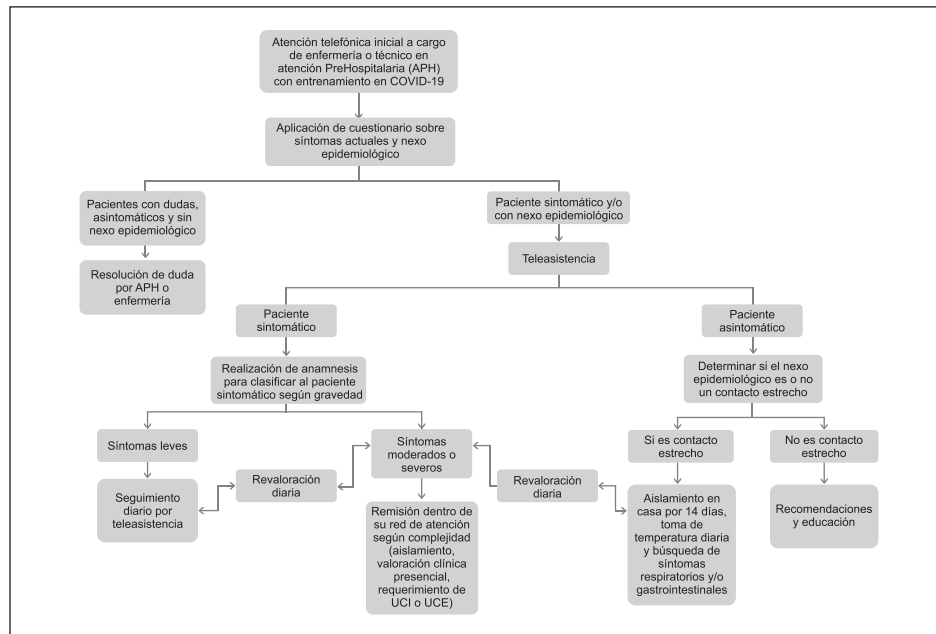 Atención telefónica inicial a cargo
de enfermería o técnico en
atención PreHospitalaria (APH)
con entrenamiento en COVID-19
Aplicación de cuestionario sobre
síntomas actuales y nexo
epidemiológico
Pacientes con dudas,
asintomáticos y sin
nexo epidemiológico
Resolución de duda
por APH o
enfermería
Paciente sintomático y/o
con nexo epidemiológico
Teleasistencia
Paciente
sintomático
Paciente
asintomático
Realización de anamnesis
para clasificar al paciente
sintomático según gravedad
Determinar si el nexo
epidemiológico es o no
un contacto estrecho
Síntomas leves
Seguimiento
diario por
teleasistencia
Revaloración
diaria
Síntomas
moderados o
severos
Remisión dentro de
su red de atención
según complejidad
(aislamiento,
valoración clínica
presencial,
requerimiento de
UCI o UCE)
Revaloración
diaria
Si es contacto
estrecho
Aislamiento en
casa por 14 días,
toma de
temperatura diaria
y búsqueda de
síntomas
respiratorios y/o
gastrointestinales
No es contacto
estrecho
Recomendaciones
y educación